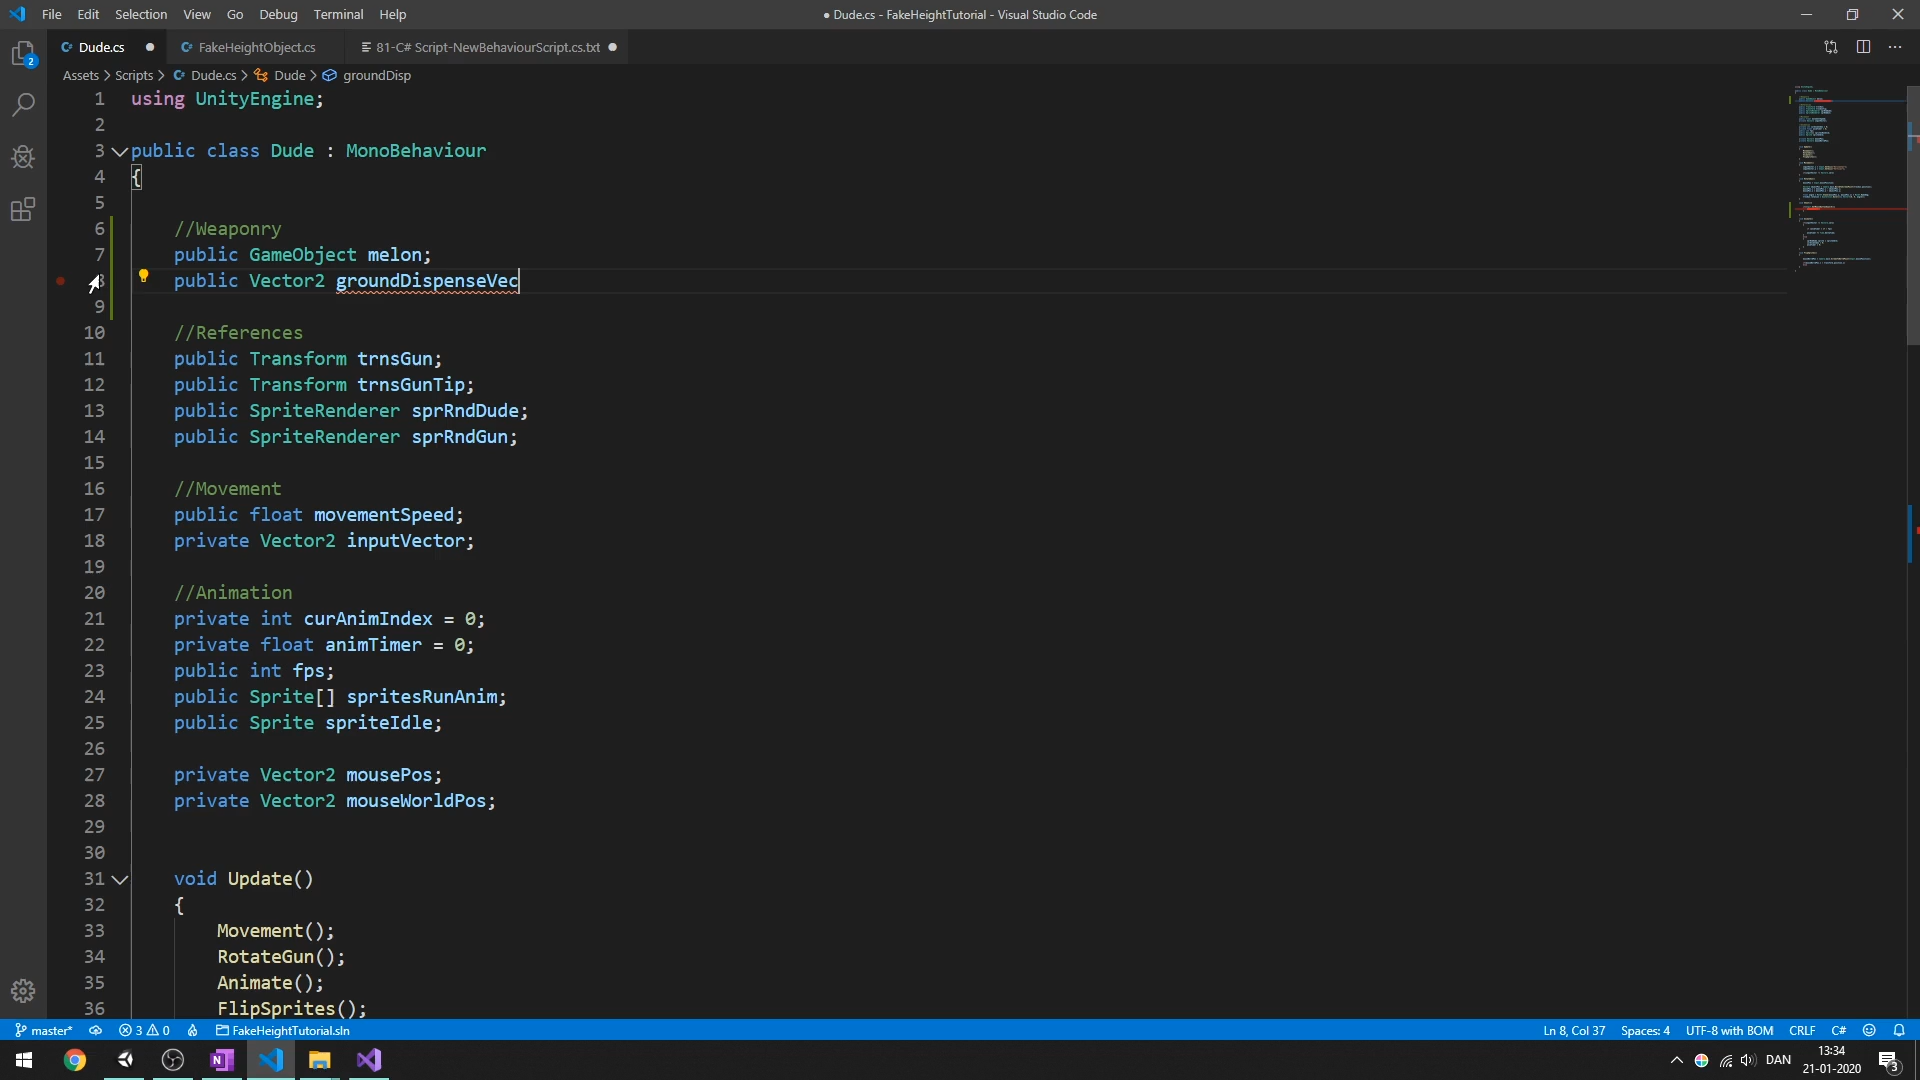 File Edit Selection View Go Debug Terminal Help
● Dude.cs - FakeHeightTutorial - Visual Studio Code
Dude.cs
FakeHeightObject.cs
81-C# Script-NewBehaviourScript.cs.txt
Assets > Scripts > Dude.cs > Dude > groundDisp
1 using UnityEngine;
2
3 public class Dude : MonoBehaviour
4 {
5
6 //Weaponry
7 public GameObject melon;
8 public Vector2 groundDispenseVec
9
10 //References
11 public Transform trnsGun;
12 public Transform trnsGunTip;
13 public SpriteRenderer sprRndDude;
14 public SpriteRenderer sprRndGun;
15
16 //Movement
17 public float movementSpeed;
18 private Vector2 inputVector;
19
20 //Animation
21 private int curAnimIndex = 0;
22 private float animTimer = 0;
23 public int fps;
24 public Sprite[] spritesRunAnim;
25 public Sprite spriteIdle;
26
27 private Vector2 mousePos;
28 private Vector2 mouseWorldPos;
29
30
31 void Update()
32 {
33 Movement();
34 RotateGun();
35 Animate();
36 FlipSprites();
2
master* 3 0 FakeHeightTutorial.sln
Ln 8, Col 37 Spaces: 4 UTF-8 with BOM CRLF C#
DAN
13:34
21-01-2020
3